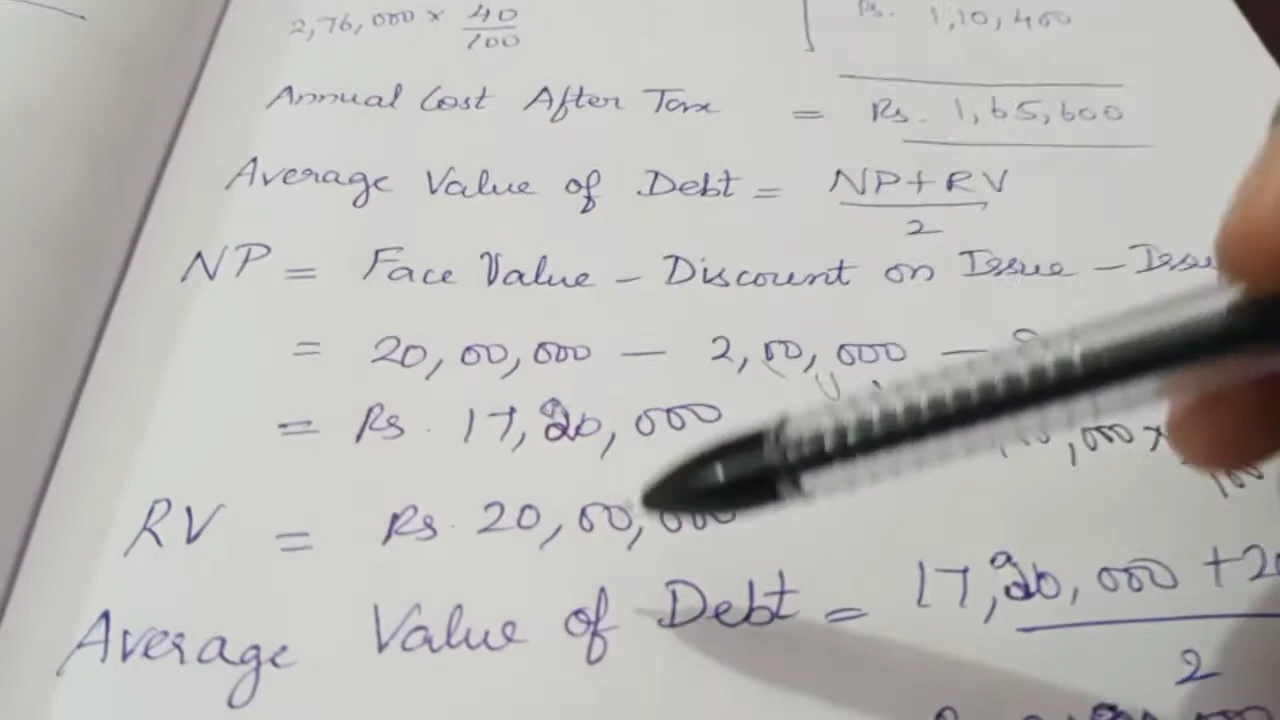 2,76,000 × 40/100
Rs. 1,10,400
Annual Cost After Tax = Rs. 1,65,600
Average Value of Debt = NP+RV
2
NP = Face Value – Discount on Issue –
= 20,00,000 – 2,00,000 –
= Rs. 17,20,000
,000 ×
100
RV = Rs. 20,00,000
Average Value of Debt = 17,20,000 + 2
2